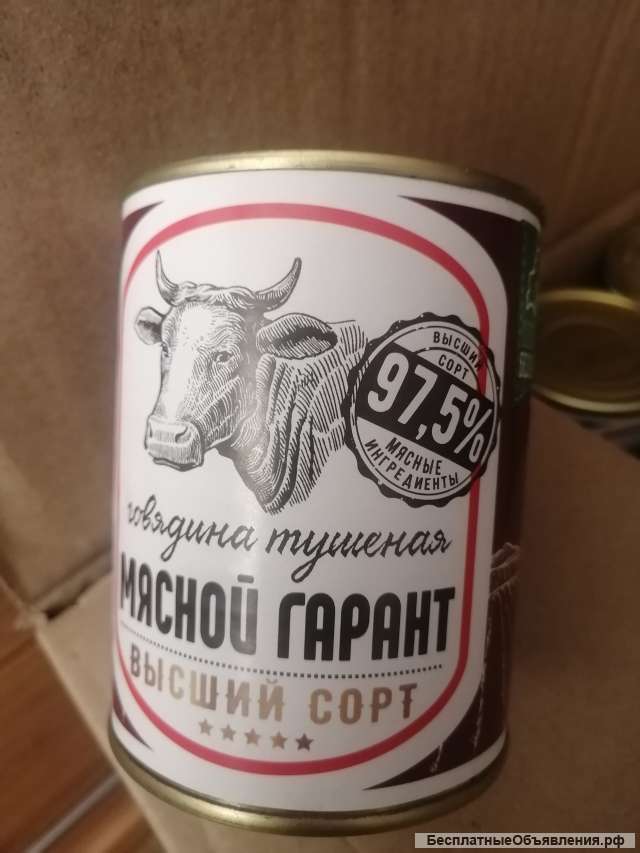 ВЫСШИЙ
СОРТ
97,5%
МЯСНЫЕ
ИНГРЕДИЕНТЫ
говядина тушеная
МЯСНОЙ ГАРАНТ
ВЫСШИЙ СОРТ
БесплатныеОбъявления.рф